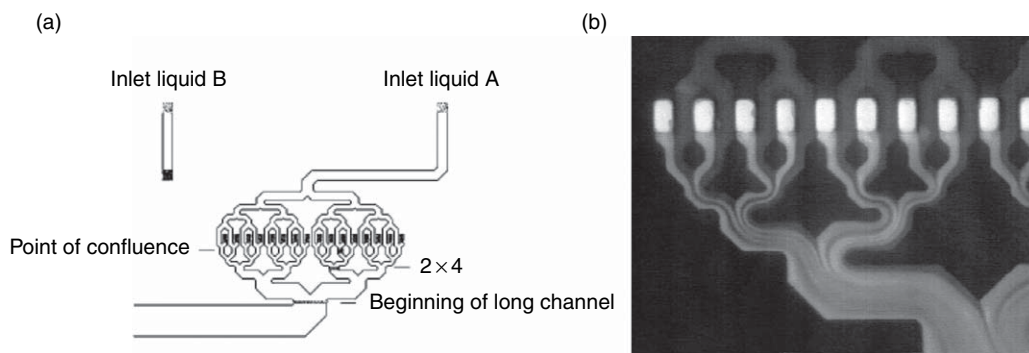 (a)
(b)
Inlet liquid B
Inlet liquid A
Point of confluence
2×4
Beginning of long channel